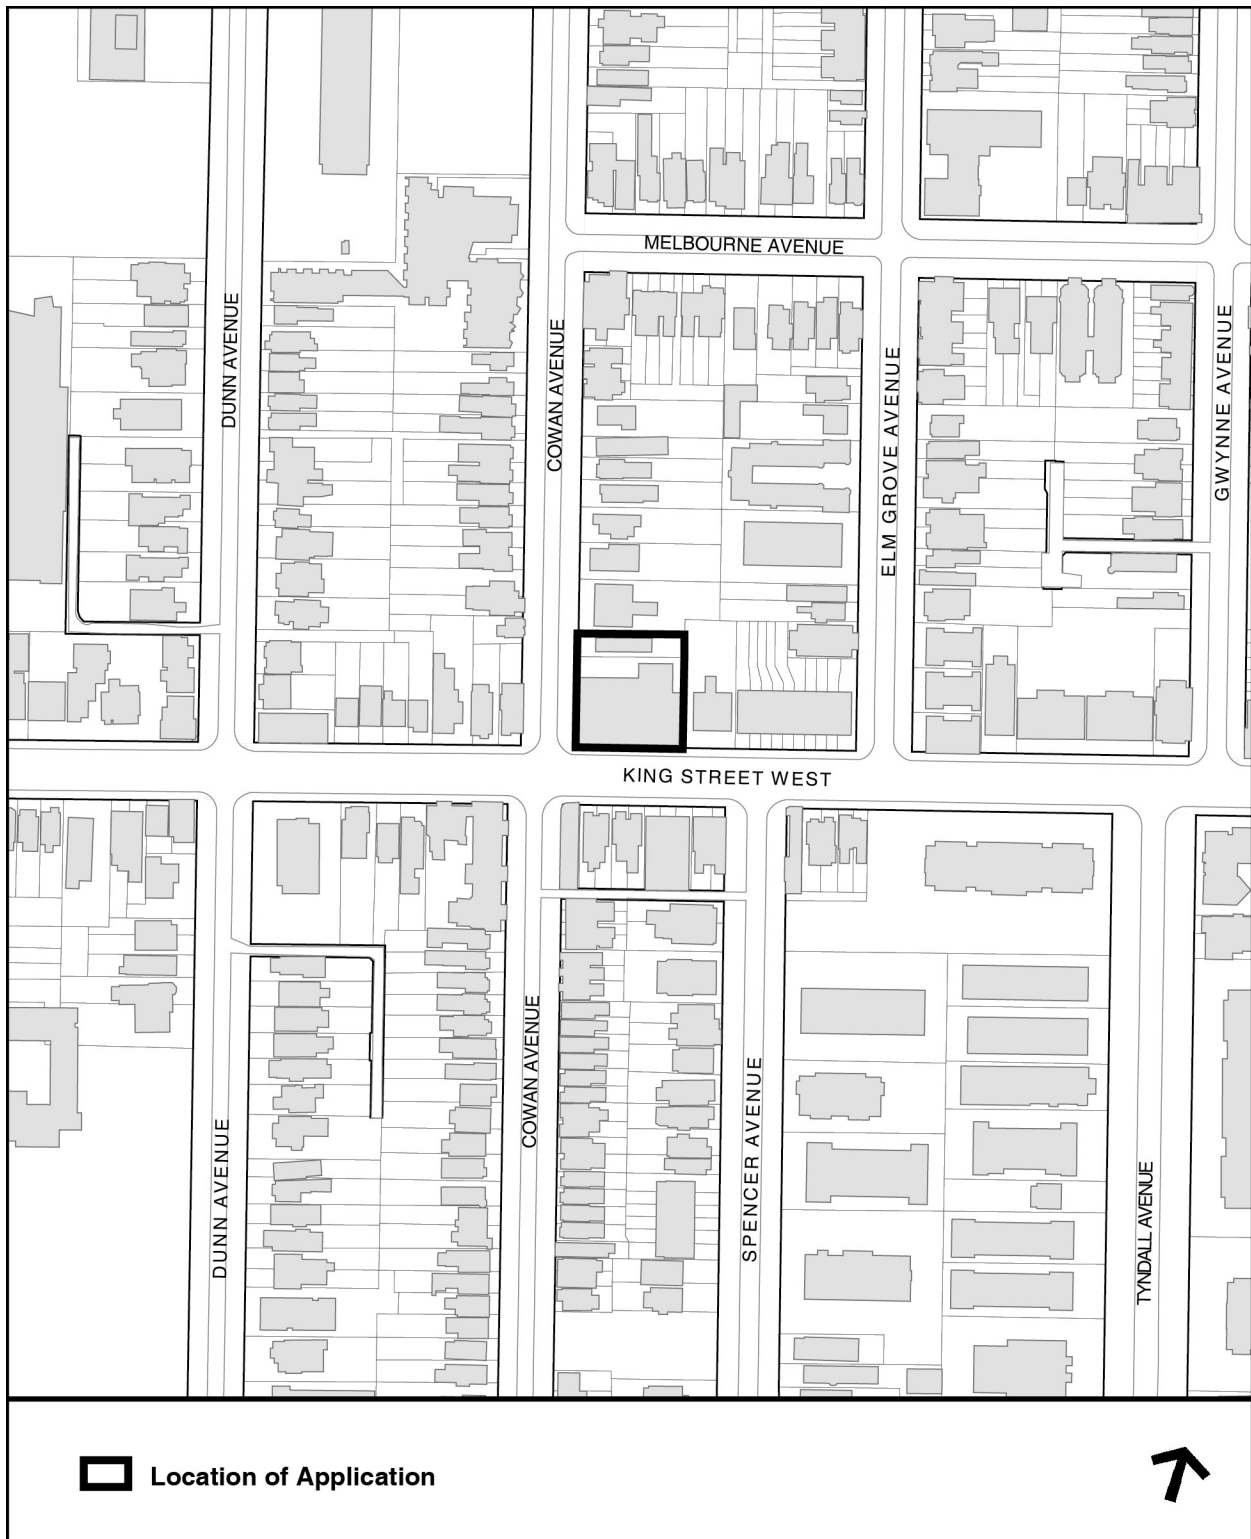 MELBOURNE AVENUE
DUNN AVENUE
COWAN AVENUE
ELM GROVE AVENUE
GWYNNE AVENUE
KING STREET WEST
DUNN AVENUE
COWAN AVENUE
SPENCER AVENUE
TYNDALL AVENUE
Location of Application